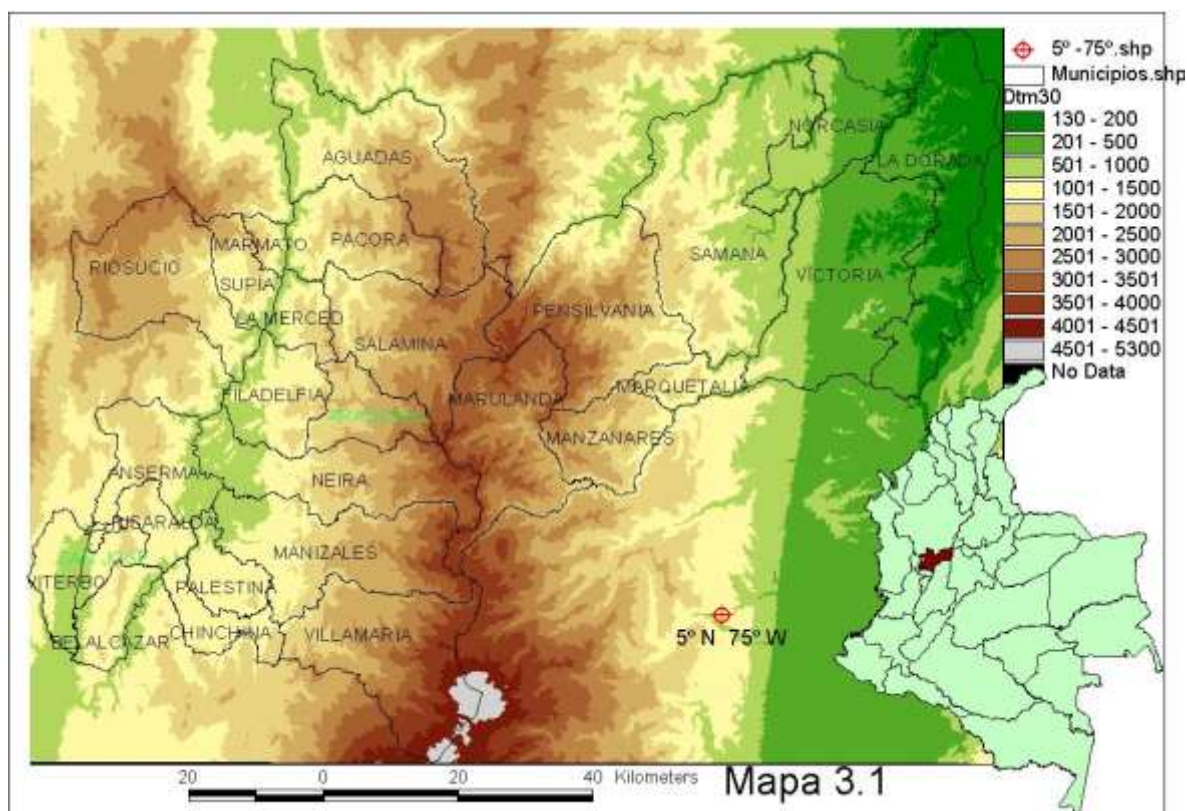 5º -75º.shp
Municipios.shp
Dtm30
130 - 200
201 - 500
501 - 1000
1001 - 1500
1501 - 2000
2001 - 2500
2501 - 3000
3001 - 3501
3501 - 4000
4001 - 4501
4501 - 5300
No Data
NORCASIA
AGUADAS
LA DORADA
MARMATO
PACORA
RIOSUCIO
SAMANA
VICTORIA
SUPIA
LA MERCED
PENSILVANIA
SALAMINA
FILADELFIA
MARULANDA
MARQUETALIA
MANZANARES
ANSERMA
NEIRA
RISARALDA
MANIZALES
VITERBO
PALESTINA
BELALCAZAR
CHINCHINA
VILLAMARIA
5º N 75º W
20 0 20 40 Kilometers
Mapa 3.1